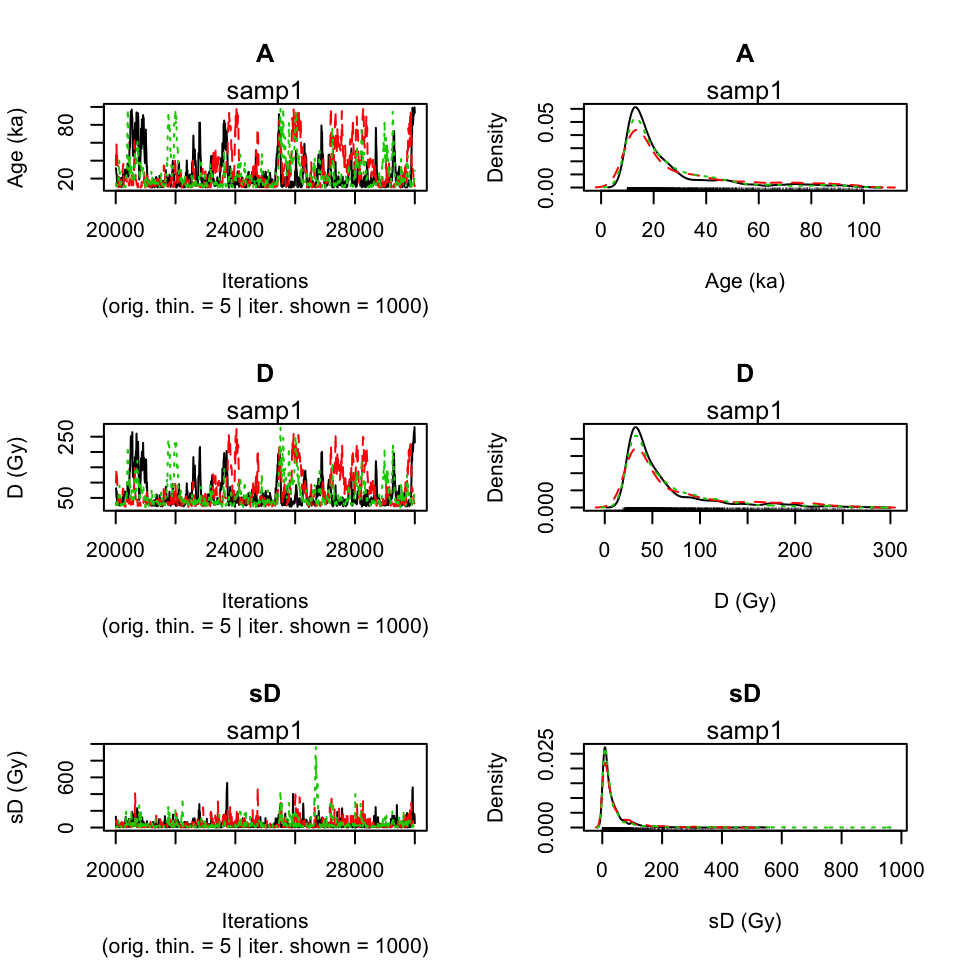 A
samp1
Age (ka)
80
20
20000 24000 28000
Iterations
(orig. thin. = 5 | iter. shown = 1000)
A
samp1
Density
0.05
0.00
0 20 40 60 80 100
Age (ka)
D
samp1
D (Gy)
250
50
20000 24000 28000
Iterations
(orig. thin. = 5 | iter. shown = 1000)
D
samp1
Density
0.000
0 50 100 200 300
D (Gy)
sD
samp1
sD (Gy)
600
0
20000 24000 28000
Iterations
(orig. thin. = 5 | iter. shown = 1000)
sD
samp1
Density
0.025
0.000
0 200 400 600 800 1000
sD (Gy)